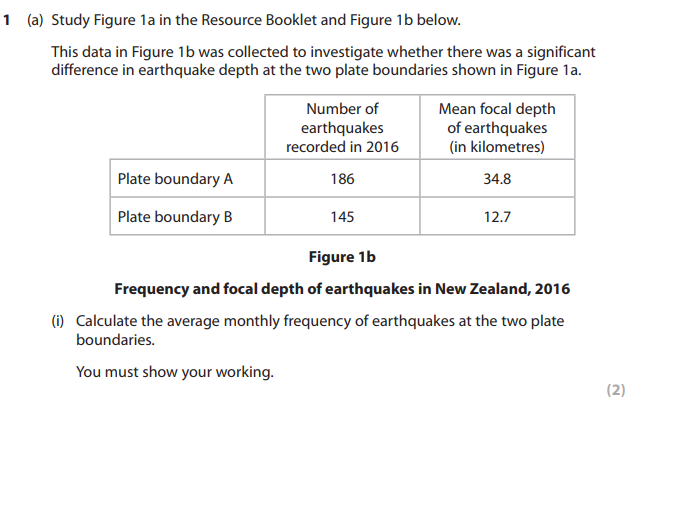 1 (a) Study Figure 1a in the Resource Booklet and Figure 1b below.
This data in Figure 1b was collected to investigate whether there was a significant
difference in earthquake depth at the two plate boundaries shown in Figure 1a.
Number of
earthquakes
recorded in 2016
Mean focal depth
of earthquakes
(in kilometres)
Plate boundary A 186 34.8
Plate boundary B 145 12.7
Figure 1b
Frequency and focal depth of earthquakes in New Zealand, 2016
(i) Calculate the average monthly frequency of earthquakes at the two plate
boundaries.
You must show your working.
(2)